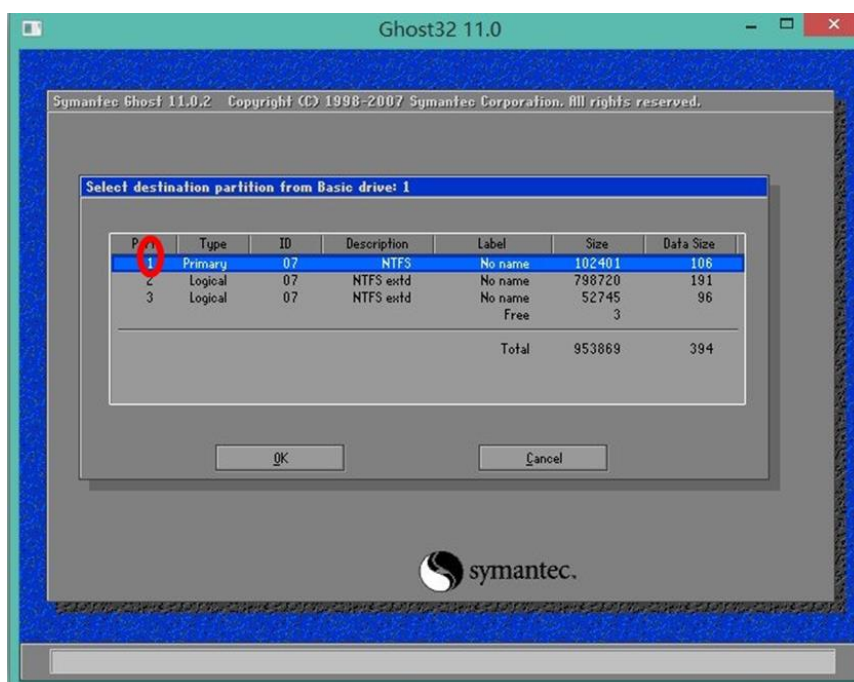 Ghost32 11.0
Symantec Ghost 11.0.2 Copyright (C) 1998-2007 Symantec Corporation. All rights reserved.
Select destination partition from Basic drive: 1
Part Type ID Description Label Size Data Size
1 Primary 07 NTFS No name 102401 106
2 Logical 07 NTFS extd No name 798720 191
3 Logical 07 NTFS extd No name 52745 96
Free 3
Total 953869 394
OK Cancel
symantec.